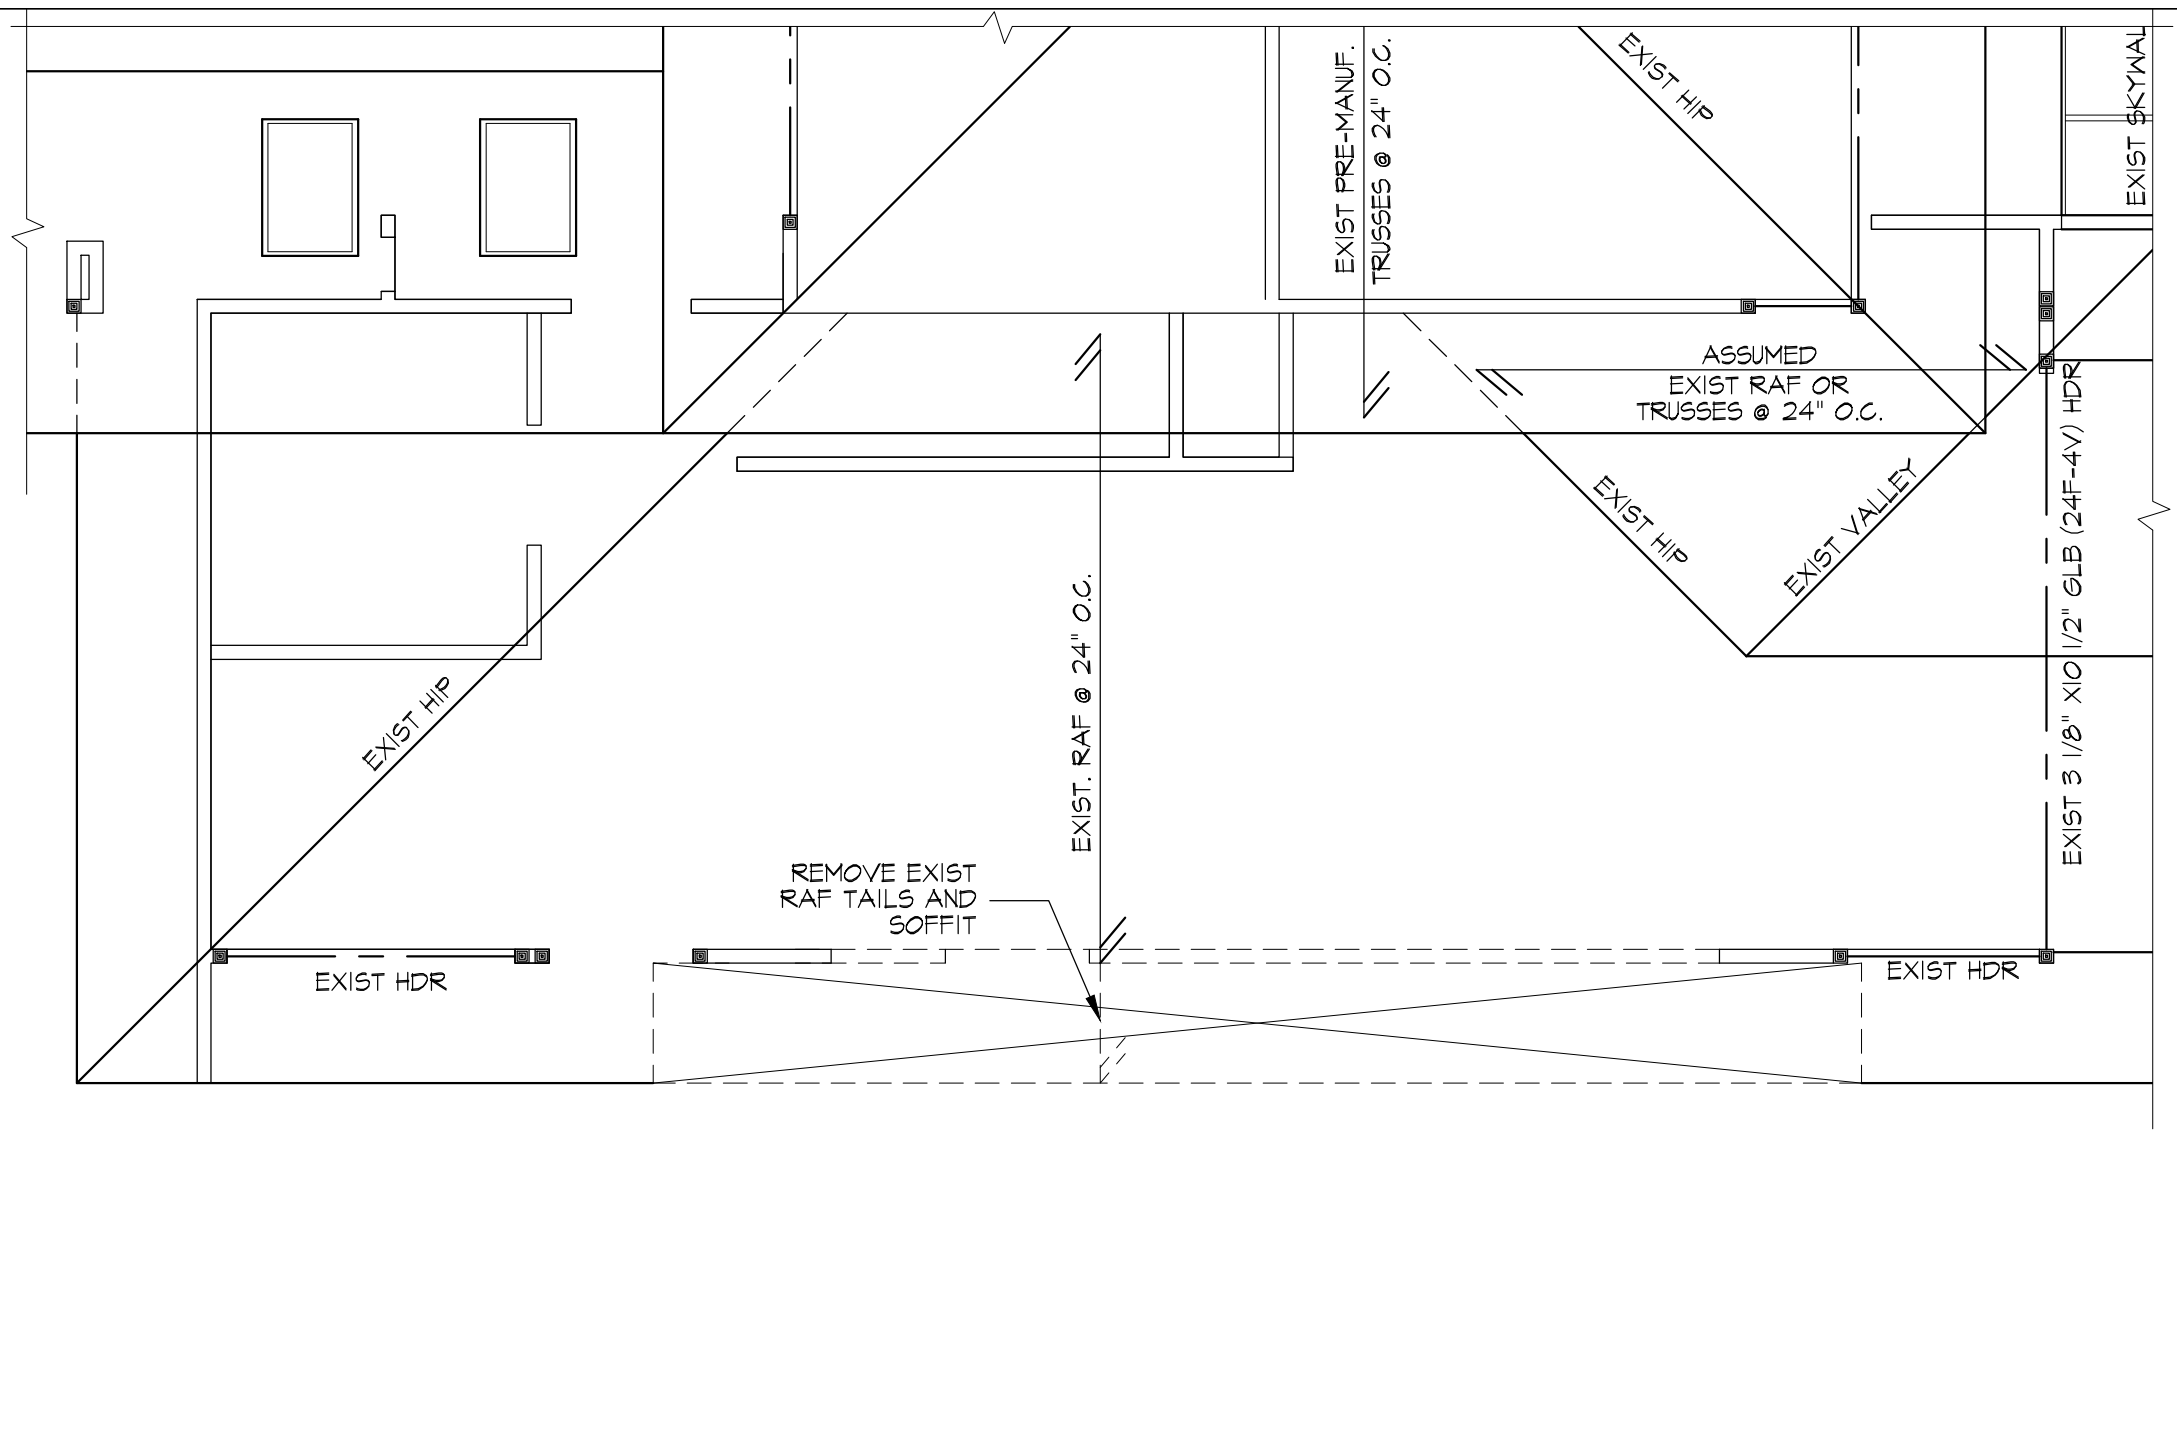 EXIST PRE-MANUF.
TRUSSES @ 24" O.C.
EXIST HIP
EXIST
ASSUMED
EXIST RAF OR
TRUSSES @ 24" O.C.
EXIST HIP
EXIST VALLEY
EXIST 3 1/8" X10 1/2" GLB (24F-4V) HDR
EXIST. RAF @ 24" O.C.
EXIST HIP
REMOVE EXIST
RAF TAILS AND
SOFFIT
EXIST HDR
EXIST HDR